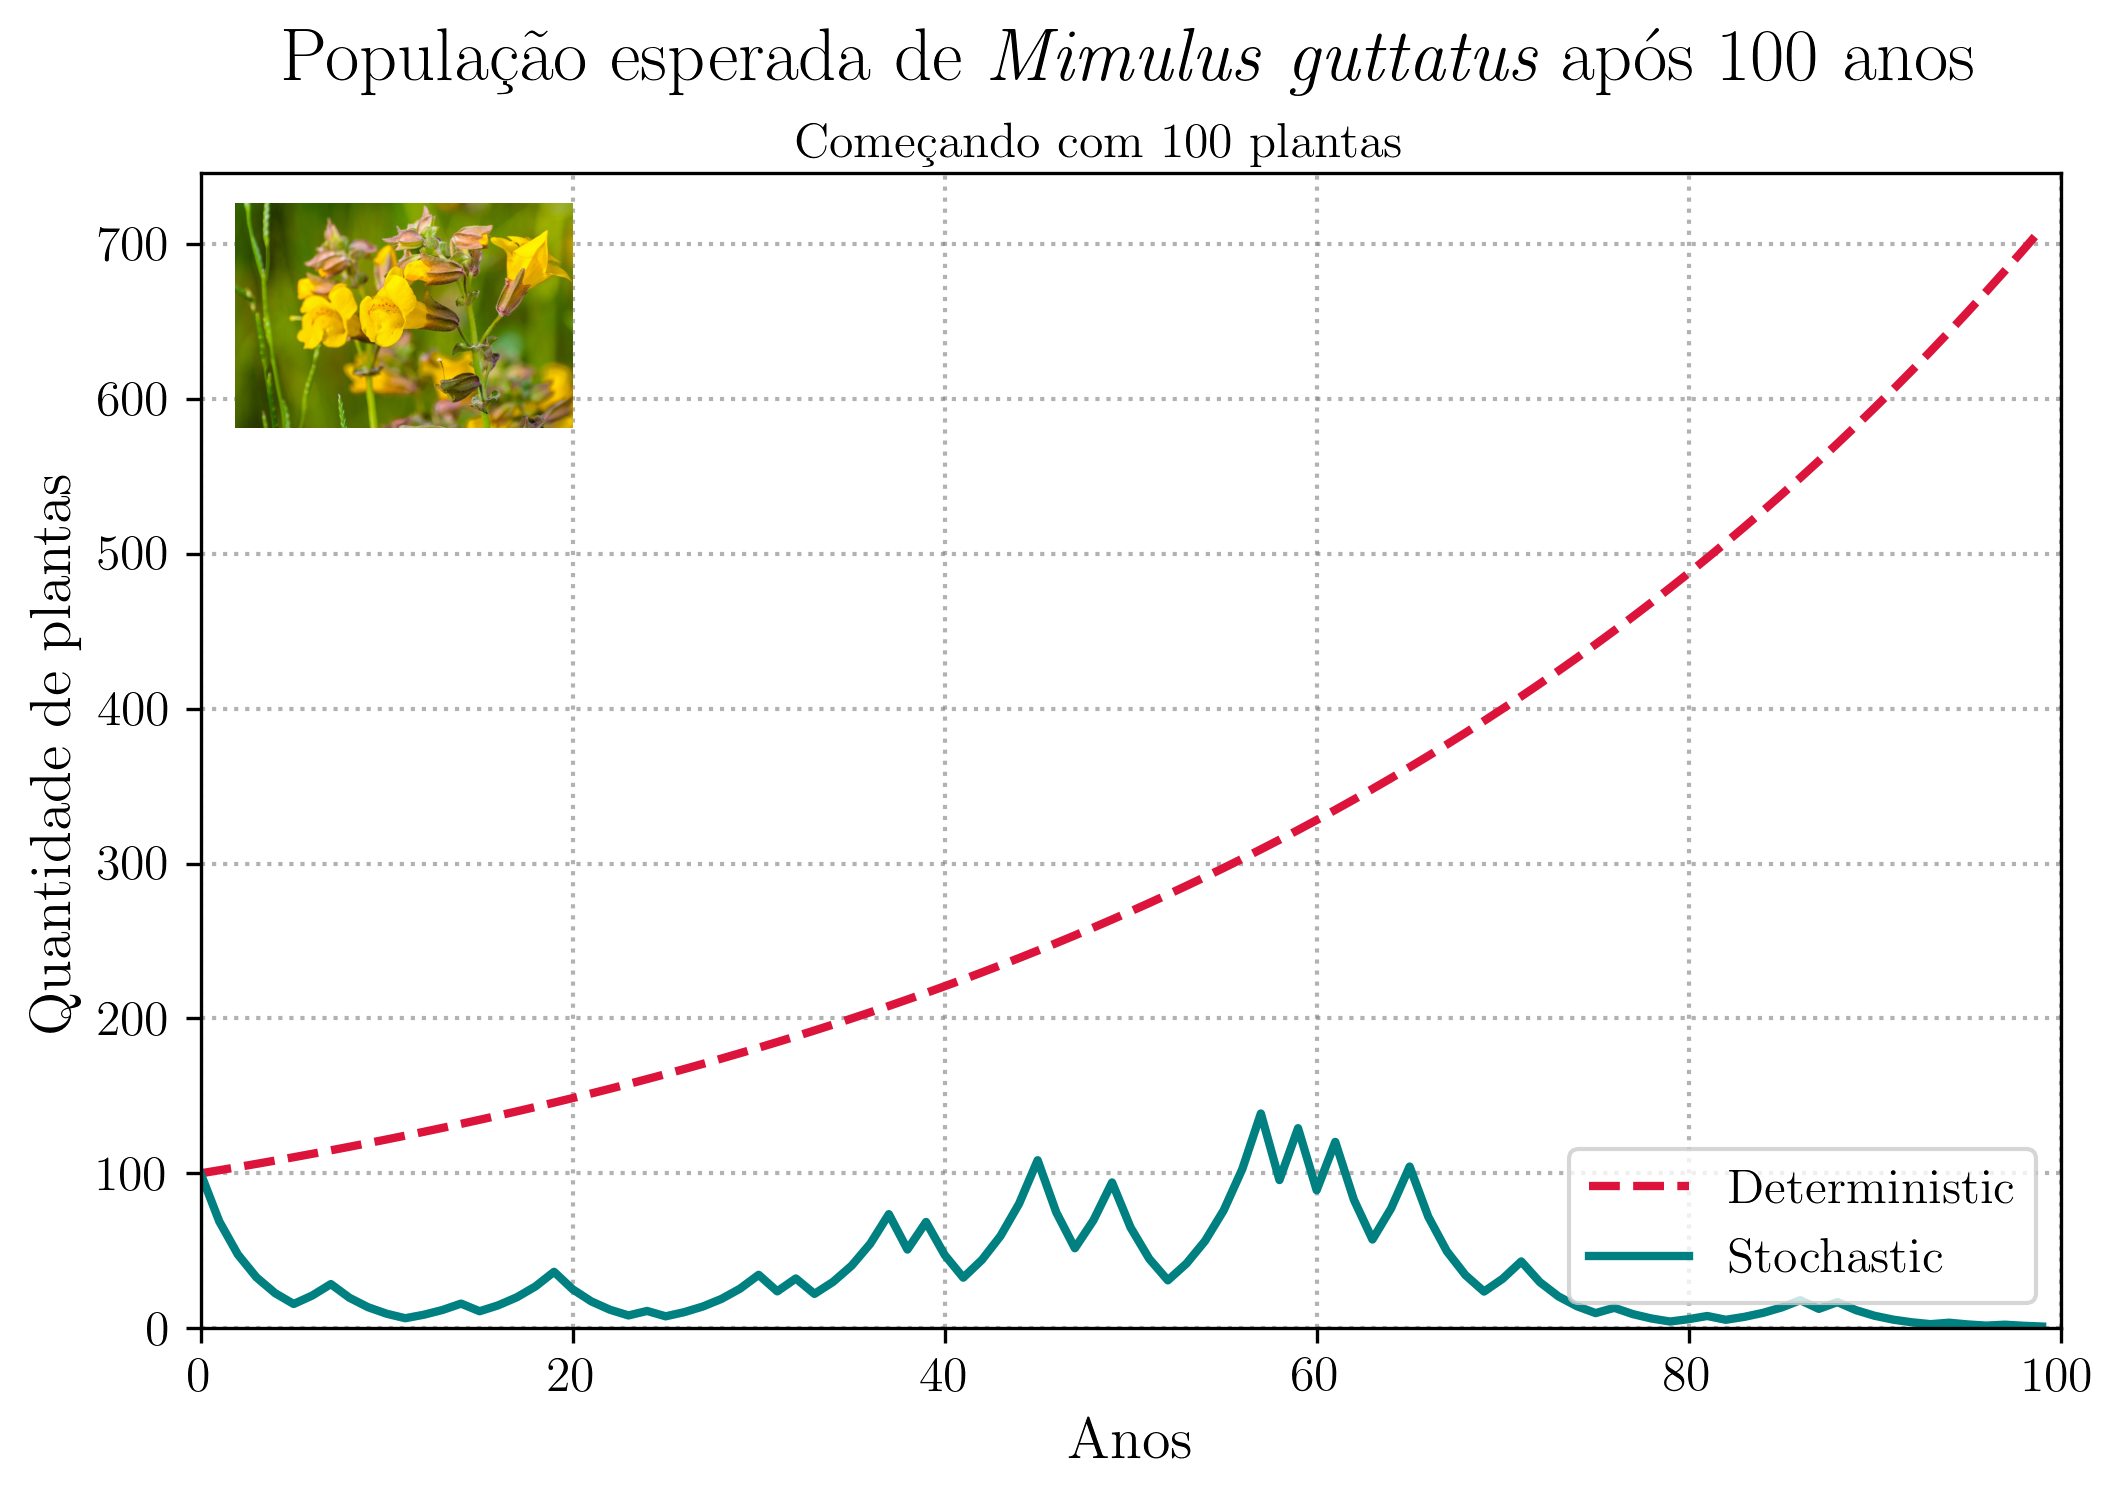 População esperada de Mimulus guttatus após 100 anos
Começando com 100 plantas
Quantidade de plantas
700
600
500
400
300
200
100
0
0 20 40 60 80 100
Anos
Deterministic
Stochastic